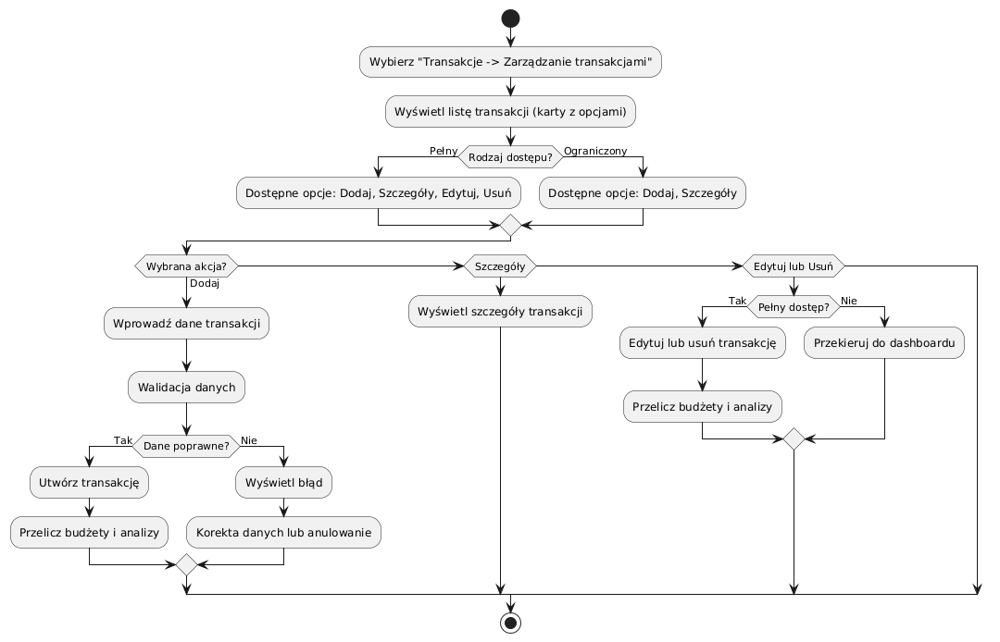 Wybierz "Transakcje -> Zarządzanie transakcjami"
Wyświetl listę transakcji (karty z opcjami)
Rodzaj dostępu?
Pełny
Ograniczony
Dostępne opcje: Dodaj, Szczegóły, Edytuj, Usuń
Dostępne opcje: Dodaj, Szczegóły
Wybrana akcja?
Dodaj
Szczegóły
Edytuj lub Usuń
Wprowadź dane transakcji
Walidacja danych
Dane poprawne?
Tak
Nie
Utwórz transakcję
Przelicz budżety i analizy
Wyświetl błąd
Korekta danych lub anulowanie
Wyświetl szczegóły transakcji
Pełny dostęp?
Tak
Nie
Edytuj lub usuń transakcję
Przelicz budżety i analizy
Przekieruj do dashboardu